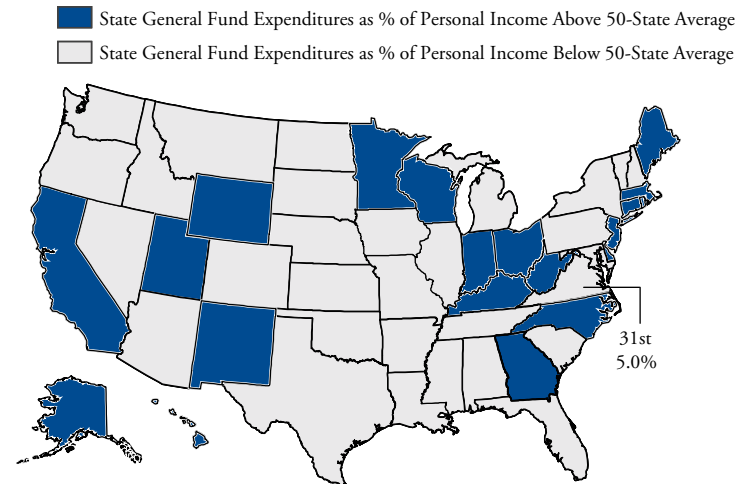 State General Fund Expenditures as % of Personal Income Above 50-State Average
State General Fund Expenditures as % of Personal Income Below 50-State Average
31st
5.0%